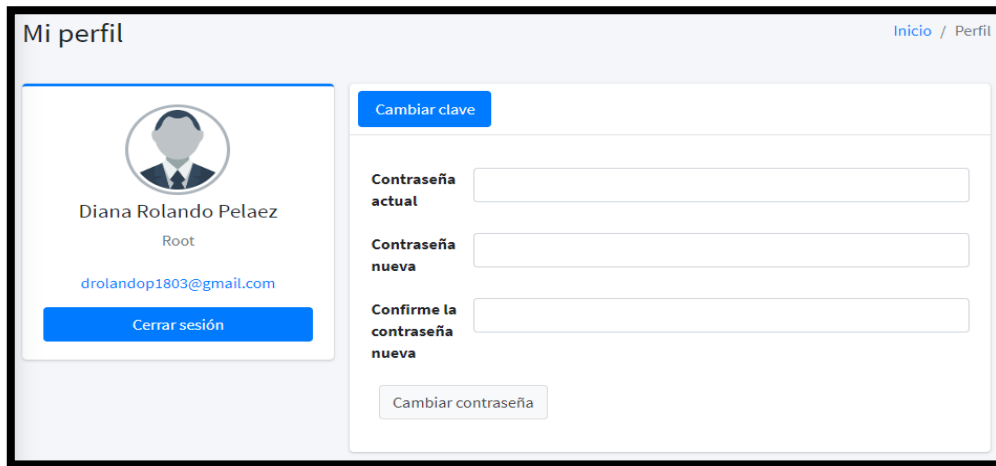 Mi perfil
Inicio / Perfil
Diana Rolando Pelaez
Root
drolandop1803@gmail.com
Cerrar sesión
Cambiar clave
Contraseña
actual
Contraseña
nueva
Confirme la
contraseña
nueva
Cambiar contraseña